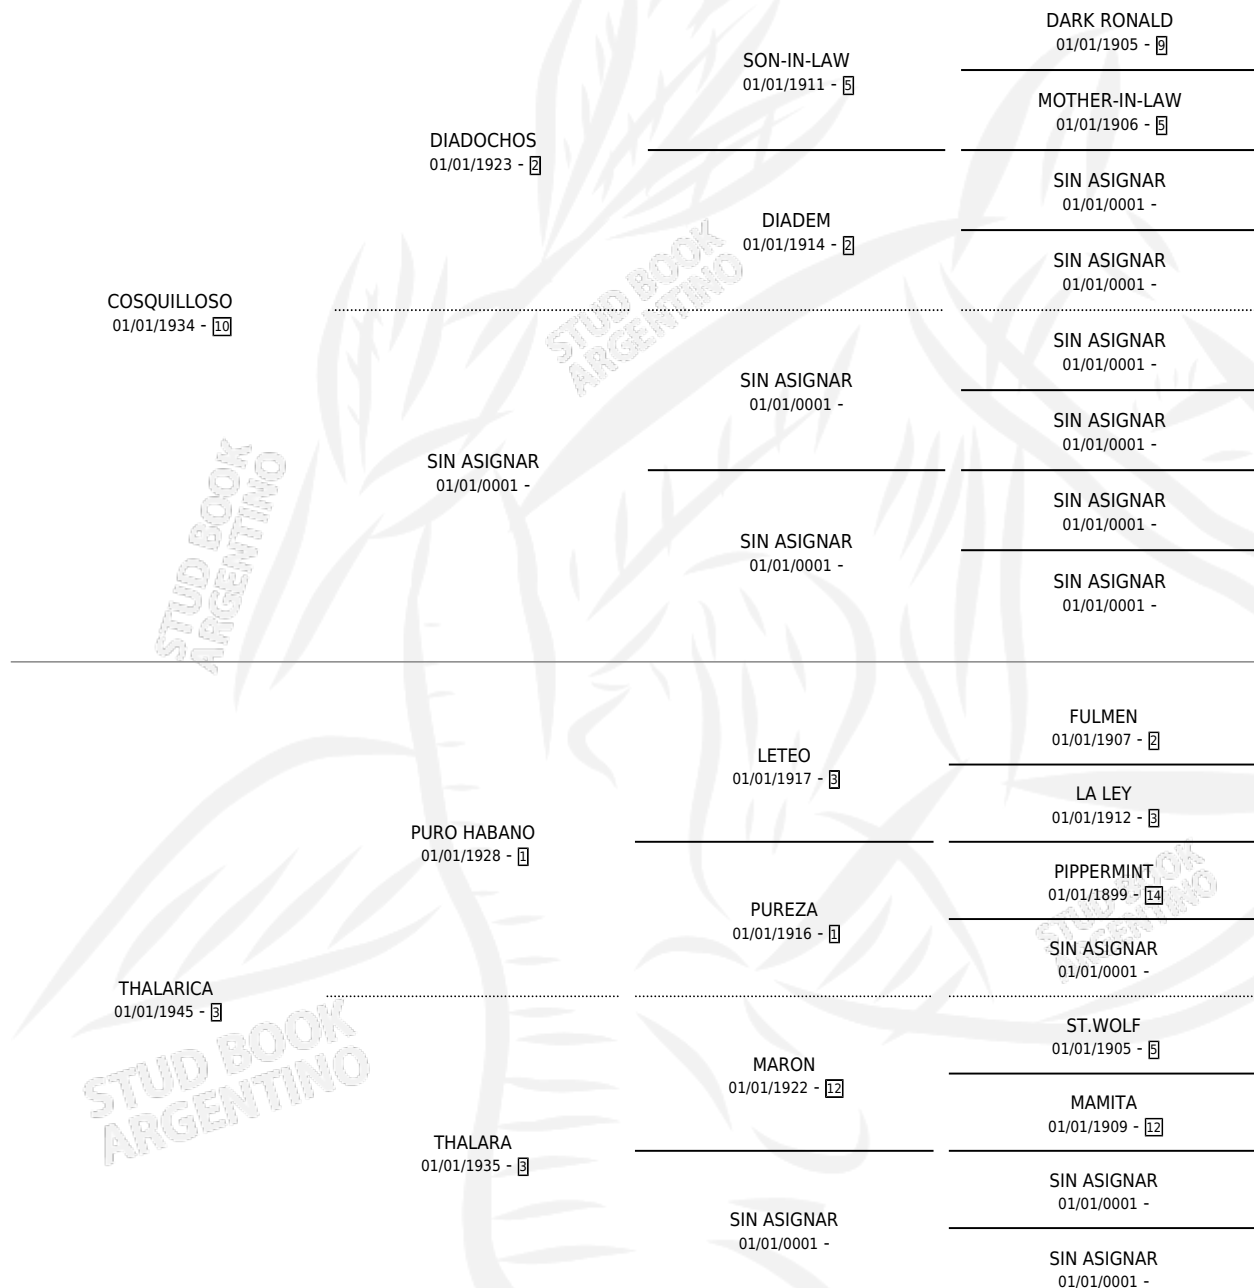 DARK RONALD
01/01/1905 - 9
SON-IN-LAW
01/01/1911 - 5
MOTHER-IN-LAW
01/01/1906 - 5
DIADOCHOS
01/01/1923 - 2
SIN ASIGNAR
01/01/0001 -
DIADEM
01/01/1914 - 2
SIN ASIGNAR
01/01/0001 -
COSQUILLOSO
01/01/1934 - 10
SIN ASIGNAR
01/01/0001 -
SIN ASIGNAR
01/01/0001 -
SIN ASIGNAR
01/01/0001 -
SIN ASIGNAR
01/01/0001 -
SIN ASIGNAR
01/01/0001 -
SIN ASIGNAR
01/01/0001 -
SIN ASIGNAR
01/01/0001 -
STUD BOOK
ARGENTINO
STUD BOOK
ARGENTINO
FULMEN
01/01/1907 - 2
LETEO
01/01/1917 - 3
LA LEY
01/01/1912 - 3
PURO HABANO
01/01/1928 - 1
PIPPERMINT
01/01/1899 - 14
PUREZA
01/01/1916 - 1
SIN ASIGNAR
01/01/0001 -
STUD BOOK
ARGENTINO
THALARICA
01/01/1945 - 3
ST.WOLF
01/01/1905 - 5
MARON
01/01/1922 - 12
MAMITA
01/01/1909 - 12
THALARA
01/01/1935 - 3
SIN ASIGNAR
01/01/0001 -
SIN ASIGNAR
01/01/0001 -
SIN ASIGNAR
01/01/0001 -
STUD BOOK
ARGENTINO